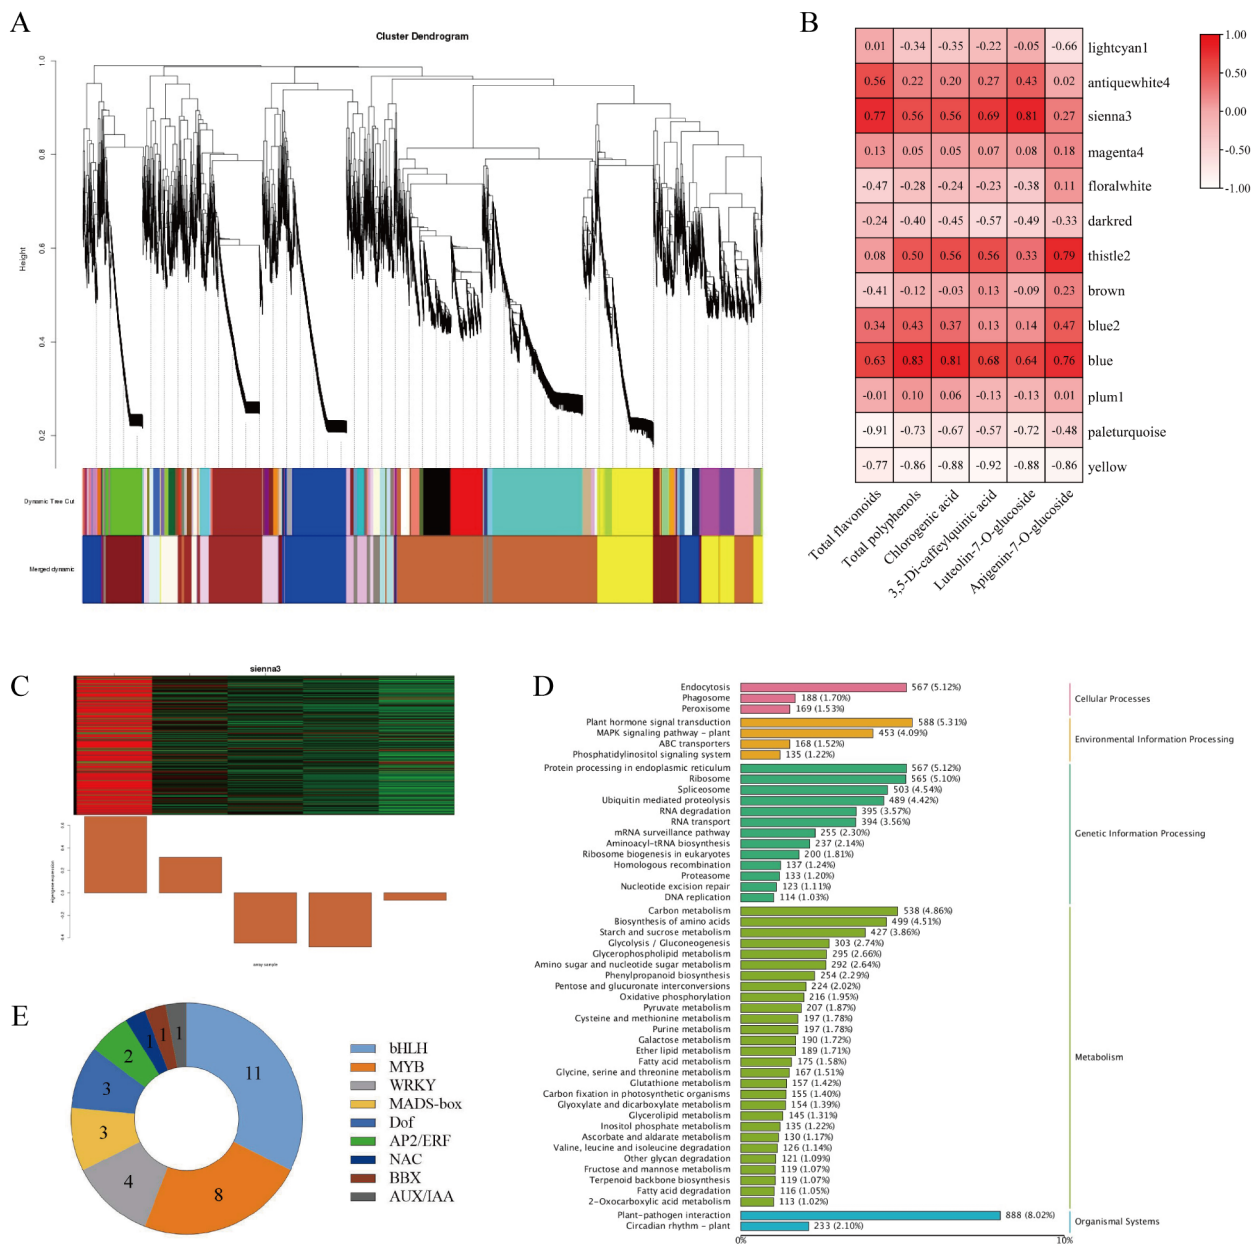 A
Cluster Dendrogram
1.0
0.8
0.6
0.4
0.2
Height
Dynamic Tree Cut
Merged dynamic
B
0.01 -0.34 -0.35 -0.22 -0.05 -0.66 lightcyan1
0.56 0.22 0.20 0.27 0.43 0.02 antiquewhite4
0.77 0.56 0.56 0.69 0.81 0.27 sienna3
0.13 0.05 0.05 0.07 0.08 0.18 magenta4
-0.47 -0.28 -0.24 -0.23 -0.38 0.11 floralwhite
-0.24 -0.40 -0.45 -0.57 -0.49 -0.33 darkred
0.08 0.50 0.56 0.56 0.33 0.79 thistle2
-0.41 -0.12 -0.03 0.13 -0.09 0.23 brown
0.34 0.43 0.37 0.13 0.14 0.47 blue2
0.63 0.83 0.81 0.68 0.64 0.76 blue
-0.01 0.10 0.06 -0.13 -0.13 0.01 plum1
-0.91 -0.73 -0.67 -0.57 -0.72 -0.48 paleturquoise
-0.77 -0.86 -0.88 -0.92 -0.88 -0.86 yellow
Total flavonoids
Total polyphenols
Chlorogenic acid
3,5-Di-caffeylquinic acid
Luteolin-7-O-glucoside
Apigenin-7-O-glucoside
1.00
0.50
0.00
-0.50
-1.00
C
sienna3
0.6
0.4
0.2
0.0
-0.2
-0.4
eigengene expression
array sample
D
Endocytosis 567 (5.12%)
Phagosome 188 (1.70%)
Peroxisome 169 (1.53%)
Cellular Processes
Plant hormone signal transduction 588 (5.31%)
MAPK signaling pathway - plant 453 (4.09%)
ABC transporters 168 (1.52%)
Phosphatidylinositol signaling system 135 (1.22%)
Environmental Information Processing
Protein processing in endoplasmic reticulum 567 (5.12%)
Ribosome 565 (5.10%)
Spliceosome 503 (4.54%)
Ubiquitin mediated proteolysis 489 (4.42%)
RNA degradation 395 (3.57%)
RNA transport 394 (3.56%)
mRNA surveillance pathway 255 (2.30%)
Aminoacyl-tRNA biosynthesis 237 (2.14%)
Ribosome biogenesis in eukaryotes 200 (1.81%)
Homologous recombination 137 (1.24%)
Proteasome 133 (1.20%)
Nucleotide excision repair 123 (1.11%)
DNA replication 114 (1.03%)
Genetic Information Processing
Carbon metabolism 538 (4.86%)
Biosynthesis of amino acids 499 (4.51%)
Starch and sucrose metabolism 427 (3.86%)
Glycolysis / Gluconeogenesis 303 (2.74%)
Glycerophospholipid metabolism 295 (2.66%)
Amino sugar and nucleotide sugar metabolism 292 (2.64%)
Phenylpropanoid biosynthesis 254 (2.29%)
Pentose and glucuronate interconversions 224 (2.02%)
Oxidative phosphorylation 216 (1.95%)
Pyruvate metabolism 207 (1.87%)
Cysteine and methionine metabolism 197 (1.78%)
Purine metabolism 197 (1.78%)
Galactose metabolism 190 (1.72%)
Ether lipid metabolism 189 (1.71%)
Fatty acid metabolism 175 (1.58%)
Glycine, serine and threonine metabolism 167 (1.51%)
Glutathione metabolism 157 (1.42%)
Carbon fixation in photosynthetic organisms 155 (1.40%)
Glyoxylate and dicarboxylate metabolism 154 (1.39%)
Glycerolipid metabolism 145 (1.31%)
Inositol phosphate metabolism 135 (1.22%)
Ascorbate and aldarate metabolism 130 (1.17%)
Valine, leucine and isoleucine degradation 126 (1.14%)
Other glycan degradation 121 (1.09%)
Fructose and mannose metabolism 119 (1.07%)
Terpenoid backbone biosynthesis 119 (1.07%)
Fatty acid degradation 116 (1.05%)
2-Oxocarboxylic acid metabolism 113 (1.02%)
Metabolism
Plant-pathogen interaction 888 (8.02%)
Circadian rhythm - plant 233 (2.10%)
Organismal Systems
0% 10%
E
11
8
4
3
3
2
1
1
1
bHLH
MYB
WRKY
MADS-box
Dof
AP2/ERF
NAC
BBX
AUX/IAA